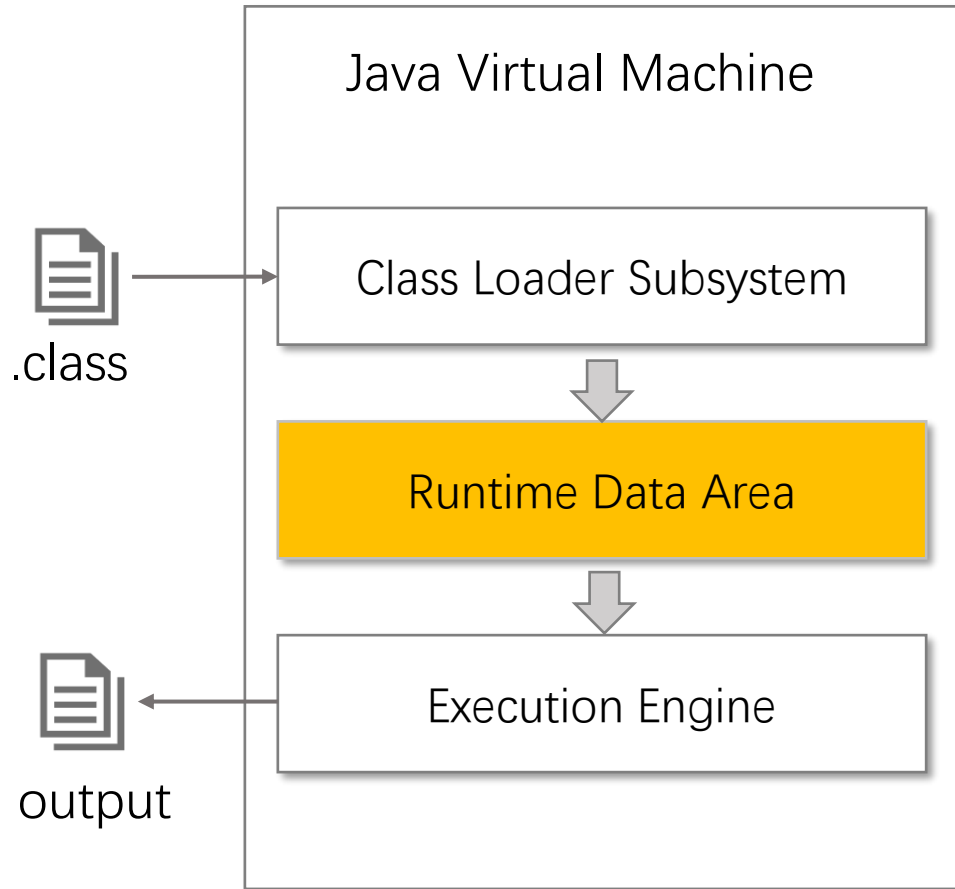 Java Virtual Machine
Class Loader Subsystem
.class
Runtime Data Area
Execution Engine
output